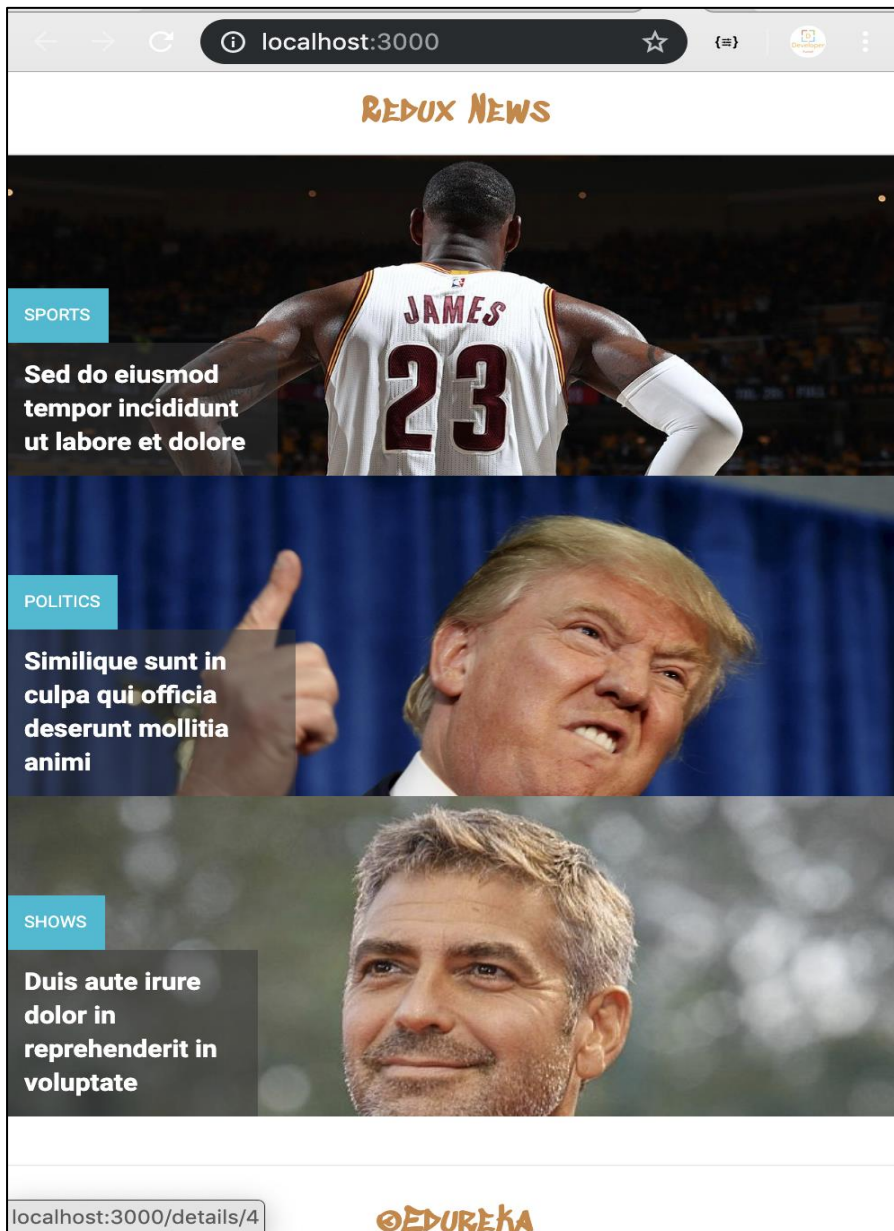 localhost:3000
{≡}
Developer
Redux News
JAMES
23
SPORTS
Sed do eiusmod
tempor incididunt
ut labore et dolore
POLITICS
Similique sunt in
culpa qui officia
deserunt mollitia
animi
SHOWS
Duis aute irure
dolor in
reprehenderit in
voluptate
localhost:3000/details/4
©EDUREKA